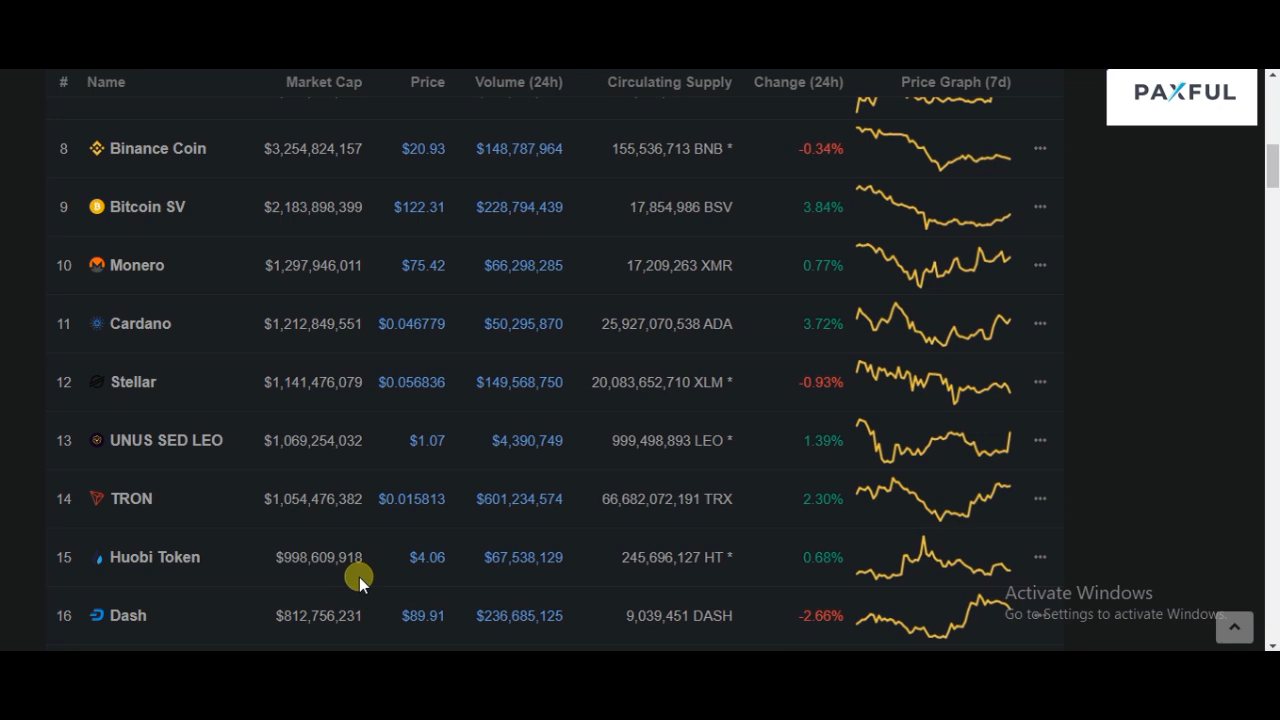 # Name Market Cap Price Volume (24h) Circulating Supply Change (24h) Price Graph (7d)
PAXFUL
8 Binance Coin $3,254,824,157 $20.93 $148,787,964 155,536,713 BNB * -0.34%
9 Bitcoin SV $2,183,898,399 $122.31 $228,794,439 17,854,986 BSV 3.84%
10 Monero $1,297,946,011 $75.42 $66,298,285 17,209,263 XMR 0.77%
11 Cardano $1,212,849,551 $0.046779 $50,295,870 25,927,070,538 ADA 3.72%
12 Stellar $1,141,476,079 $0.056836 $149,568,750 20,083,652,710 XLM * -0.93%
13 UNUS SED LEO $1,069,254,032 $1.07 $4,390,749 999,498,893 LEO * 1.39%
14 TRON $1,054,476,382 $0.015813 $601,234,574 66,682,072,191 TRX 2.30%
15 Huobi Token $998,609,918 $4.06 $67,538,129 245,696,127 HT * 0.68%
Activate Windows
Go to Settings to activate Windows.
16 Dash $812,756,231 $89.91 $236,685,125 9,039,451 DASH -2.66%